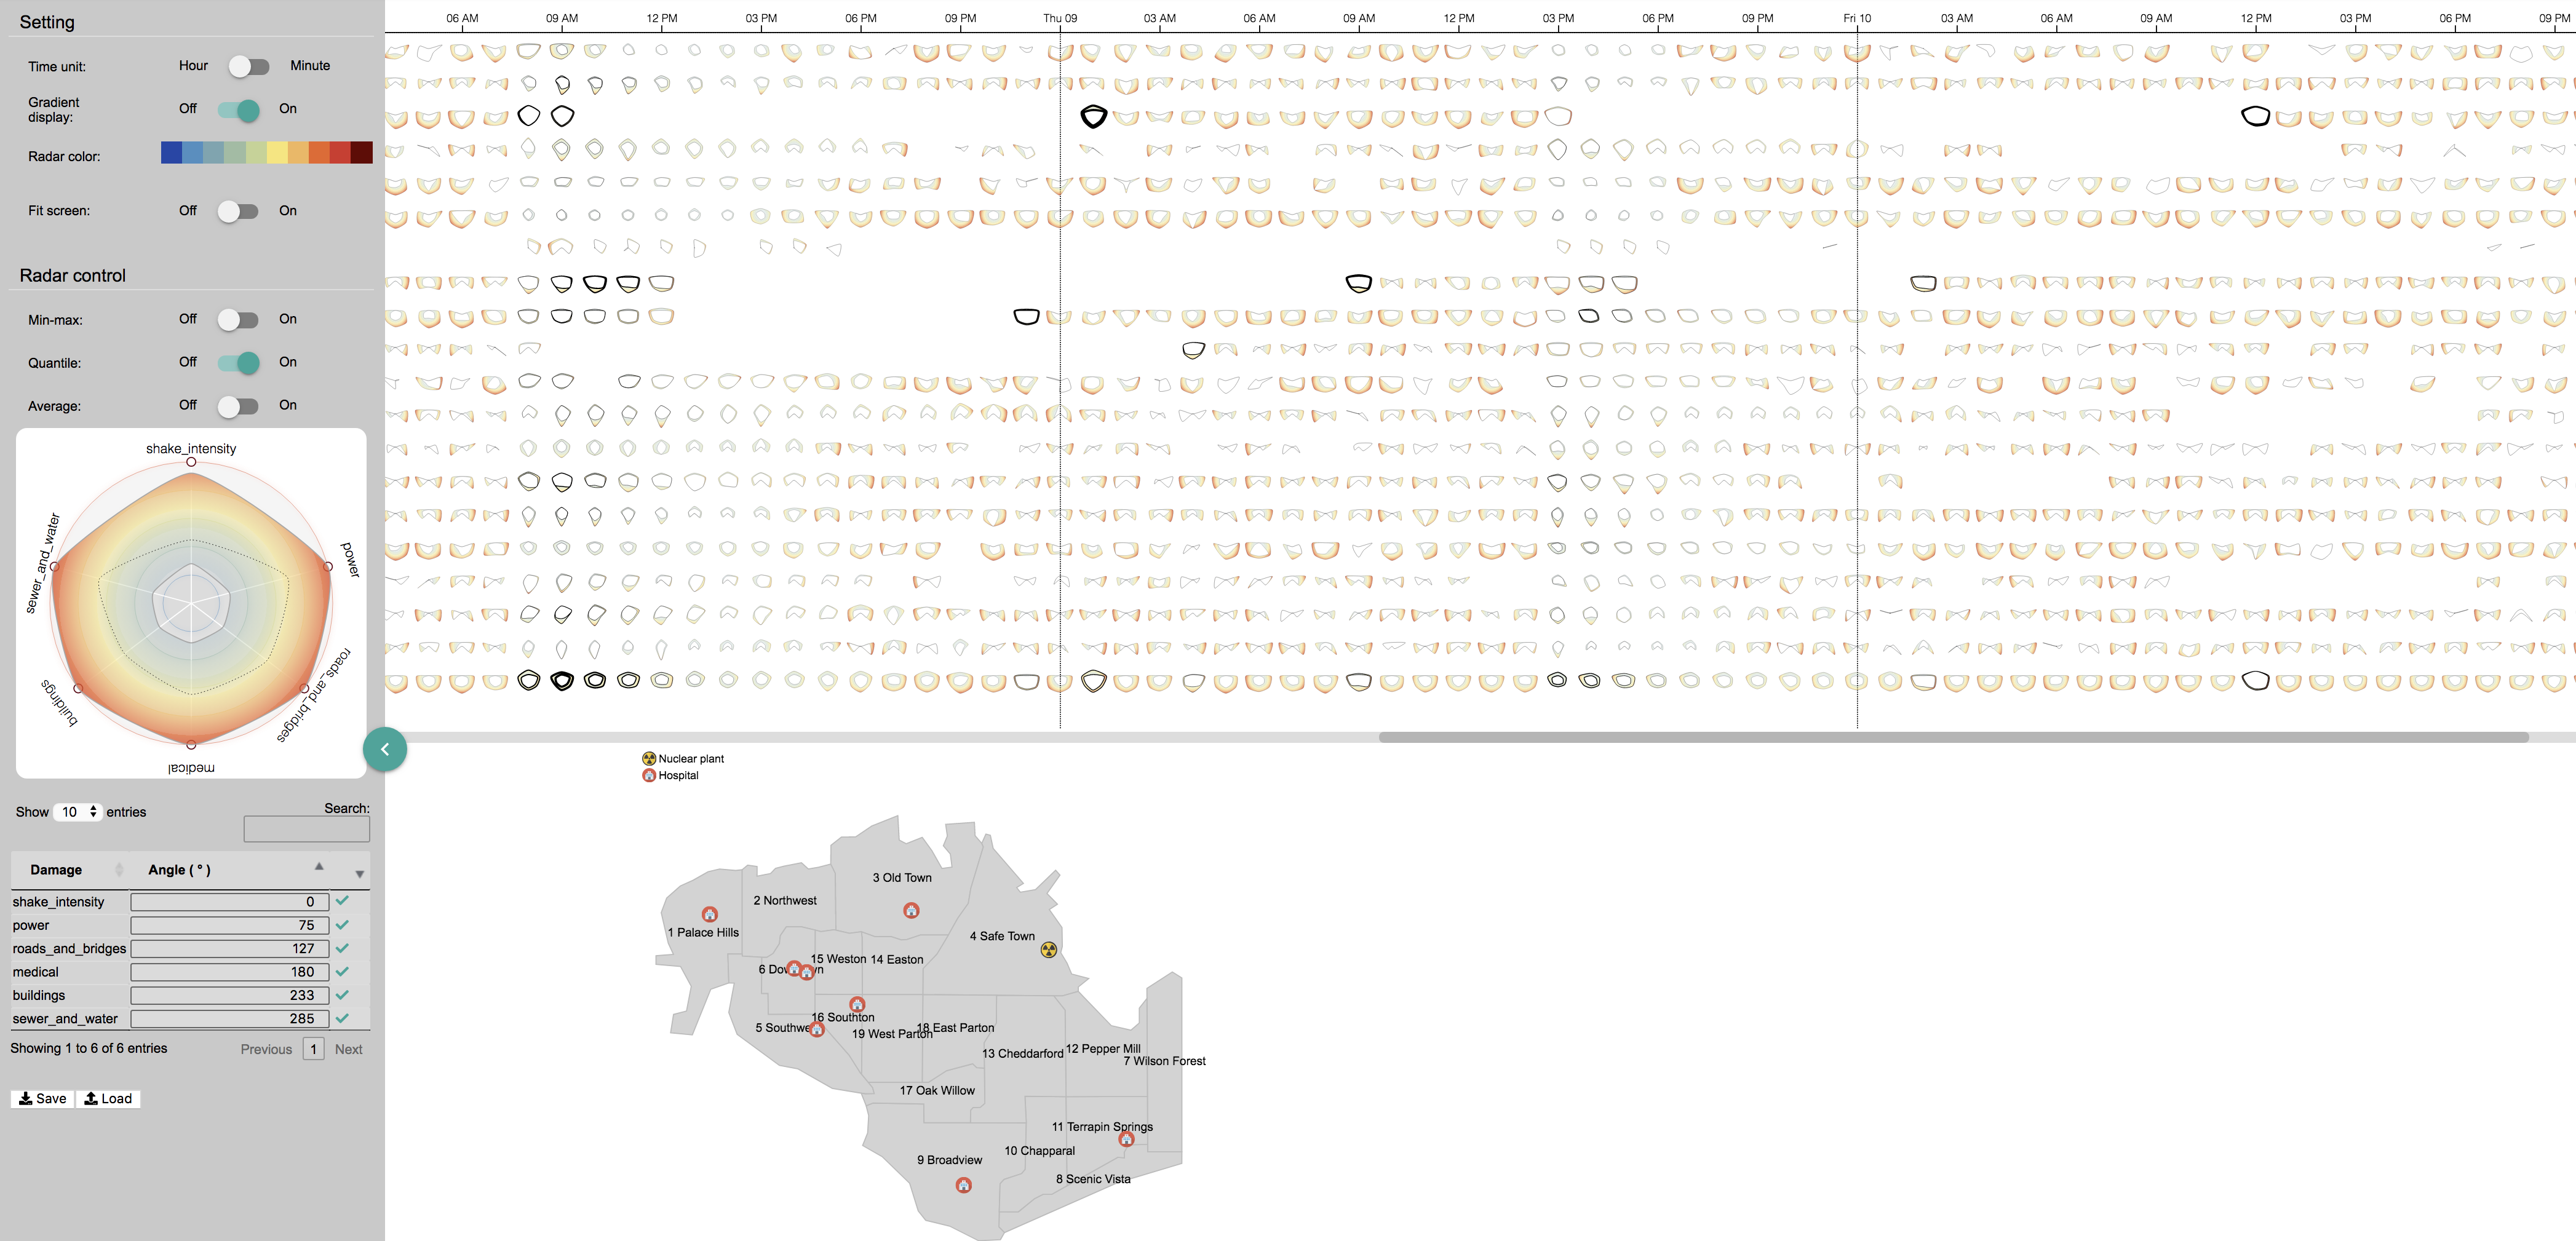 Setting
Time unit: Hour Minute
Gradient display: Off On
Radar color:
Fit screen: Off On
Radar control
Min-max: Off On
Quantile: Off On
Average: Off On
shake_intensity
power
roads_and_bridges
medical
buildings
sewer_and_water
Show 10 entries
Search:
Damage Angle ( ° )
shake_intensity 0
power 75
roads_and_bridges 127
medical 180
buildings 233
sewer_and_water 285
Showing 1 to 6 of 6 entries
Previous 1 Next
Save Load
06 AM 09 AM 12 PM 03 PM 06 PM 09 PM Thu 09 03 AM 06 AM 09 AM 12 PM 03 PM 06 PM 09 PM Fri 10 03 AM 06 AM 09 AM 12 PM 03 PM 06 PM 09 PM
Nuclear plant
Hospital
3 Old Town
2 Northwest
1 Palace Hills
4 Safe Town
15 Weston 14 Easton
6 Dow n
16 Southton
5 Southwe
19 West Parton
18 East Parton
13 Cheddarford
12 Pepper Mill
7 Wilson Forest
17 Oak Willow
11 Terrapin Springs
10 Chapparal
9 Broadview
8 Scenic Vista